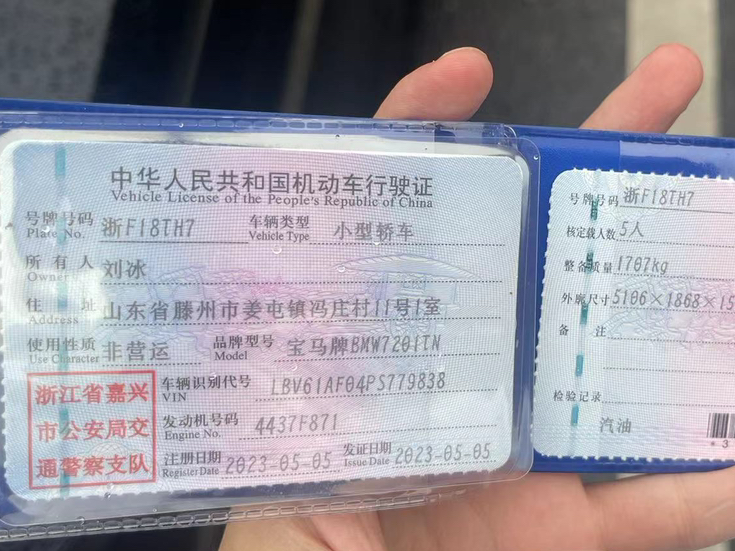 中华人民共和国机动车行驶证
Vehicle License of the People's Republic of China
号牌号码 浙F18TH7 车辆类型 小型轿车
Plate No. Vehicle Type
所有人 刘冰
Owner
住址 山东省滕州市姜屯镇冯庄村11号1室
Address
使用性质 非营运 品牌型号 宝马牌BMW7201TN
Use Character Model
浙江省嘉兴
市公安局交
通警察支队
车辆识别代号 LBV61AF04PS779838
VIN
发动机号码 4437F871
Engine No.
注册日期 2023-05-05 发证日期 2023-05-05
Register Date Issue Date
号牌号码 浙F18TH7
核定载人数 5人
整备质量 1707kg
外廓尺寸 5106×1868×15
备注
检验记录
汽油
*3